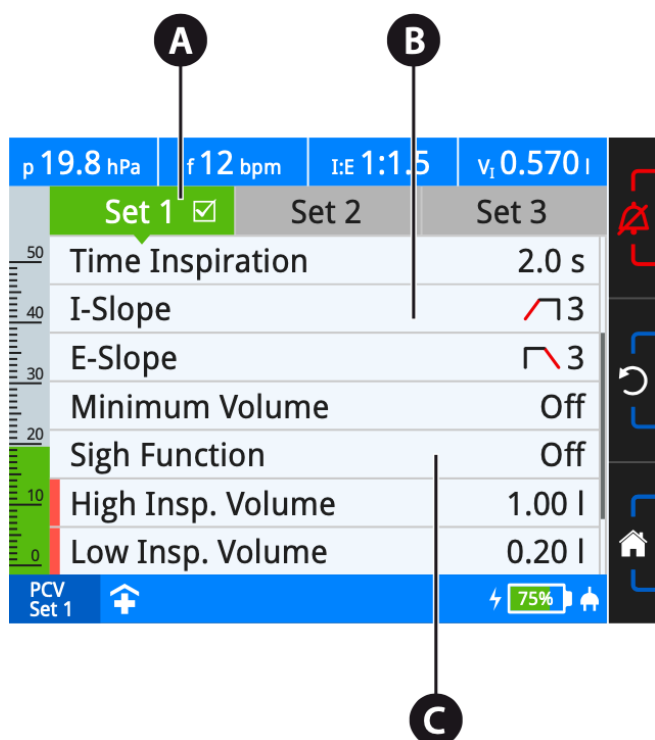 A B
p 19.8 hPa f 12 bpm I:E 1:1.5 VI 0.570 l
Set 1 Set 2 Set 3
50 Time Inspiration 2.0 s
40 I-Slope 3
30 E-Slope 3
Minimum Volume Off
20 Sigh Function Off
10 High Insp. Volume 1.00 l
0 Low Insp. Volume 0.20 l
PCV
Set 1 75%
C